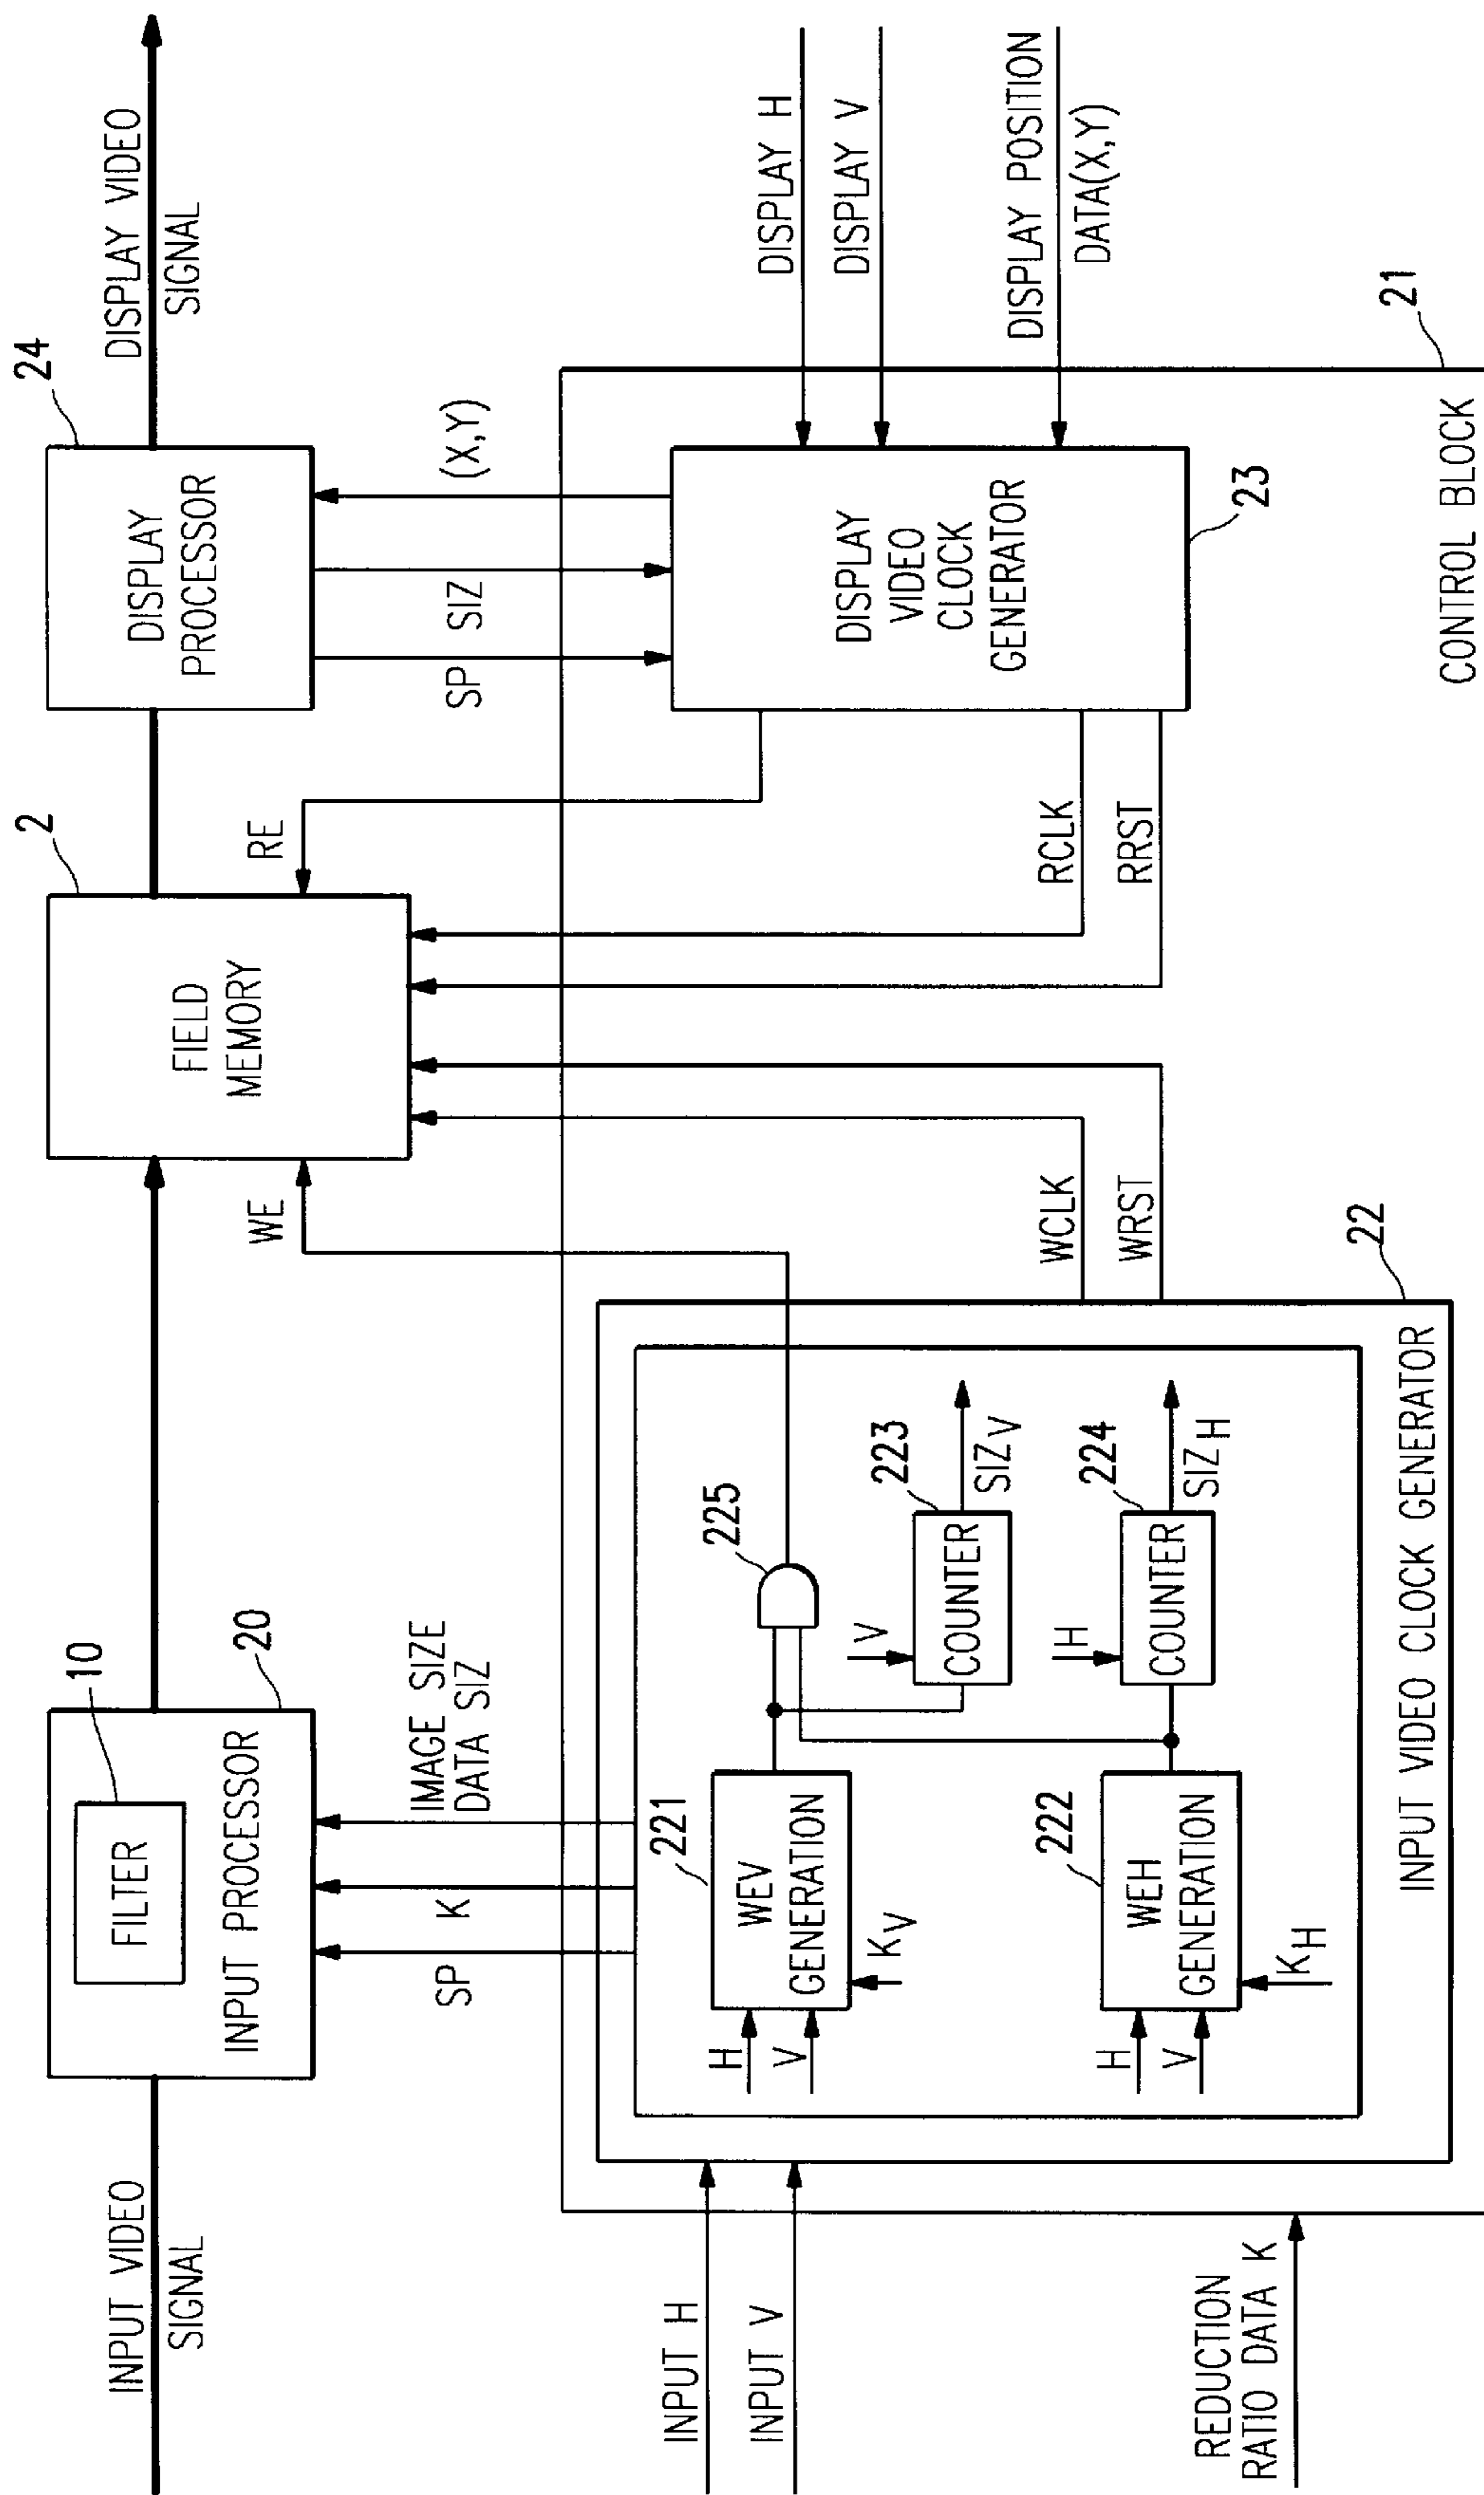 INPUT VIDEO
SIGNAL
10
FILTER
INPUT PROCESSOR
20
2
FIELD
MEMORY
24
DISPLAY
PROCESSOR
DISPLAY VIDEO
SIGNAL
SP
K
IMAGE SIZE
DATA SIZ
WE
RE
SP
SIZ
(X,Y)
INPUT H
INPUT V
REDUCTION
RATIO DATA K
H
V
221
WEV
GENERATION
KV
225
V
COUNTER
223
SIZ V
H
V
222
WEH
GENERATION
KH
H
COUNTER
224
SIZ H
INPUT VIDEO CLOCK GENERATOR
22
WCLK
WRST
RCLK
RRST
DISPLAY
VIDEO
CLOCK
GENERATOR
23
DISPLAY H
DISPLAY V
DISPLAY POSITION
DATA(X,Y)
CONTROL BLOCK
21